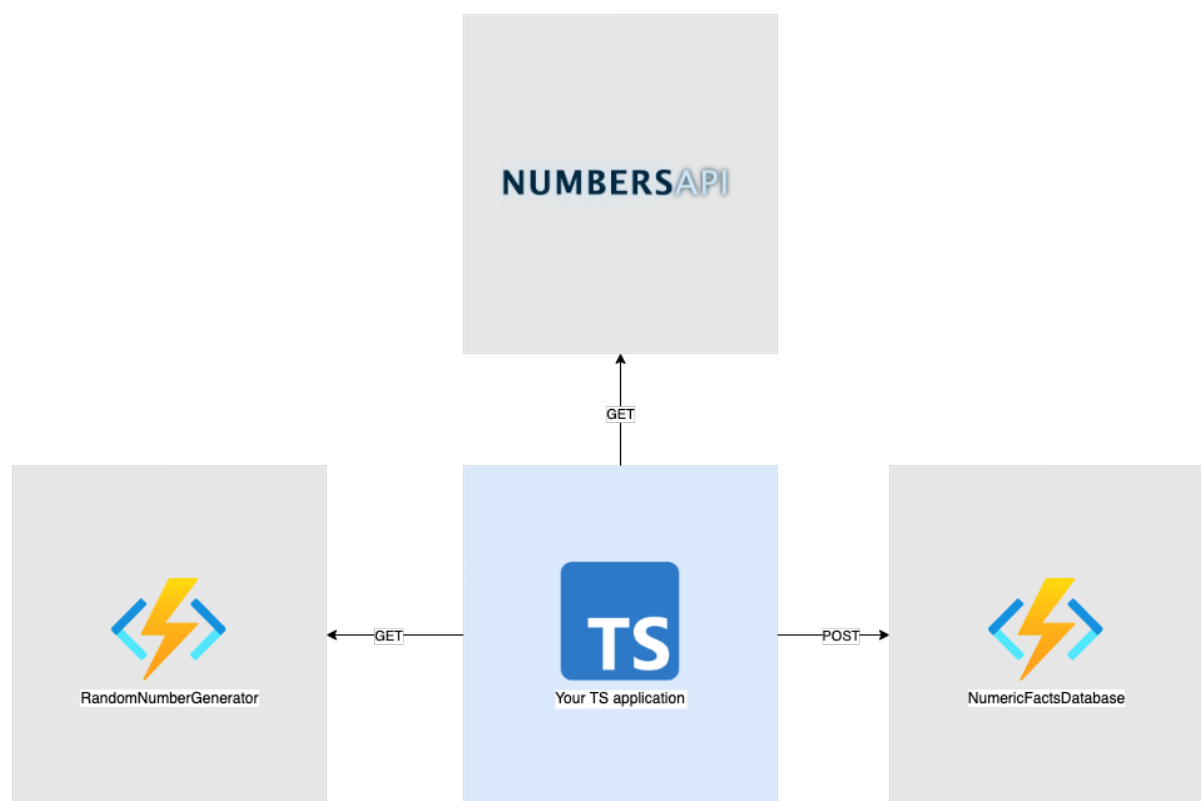 NUMBERSAPI
GET
GET
TS
POST
RandomNumberGenerator
Your TS application
NumericFactsDatabase